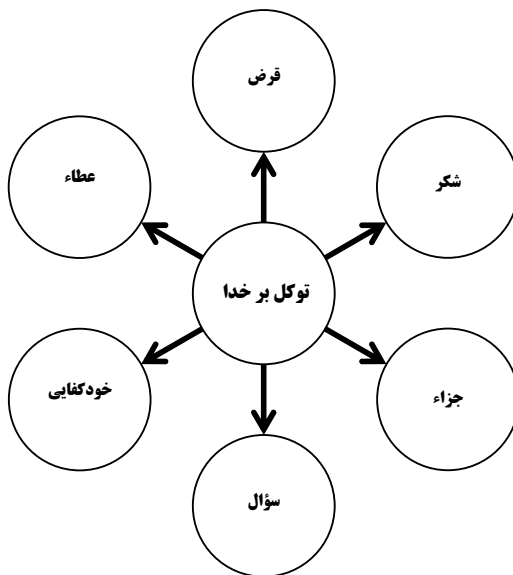 قرض
شکر
عطاء
توکل بر خدا
جزاء
خودکفایی
سؤال